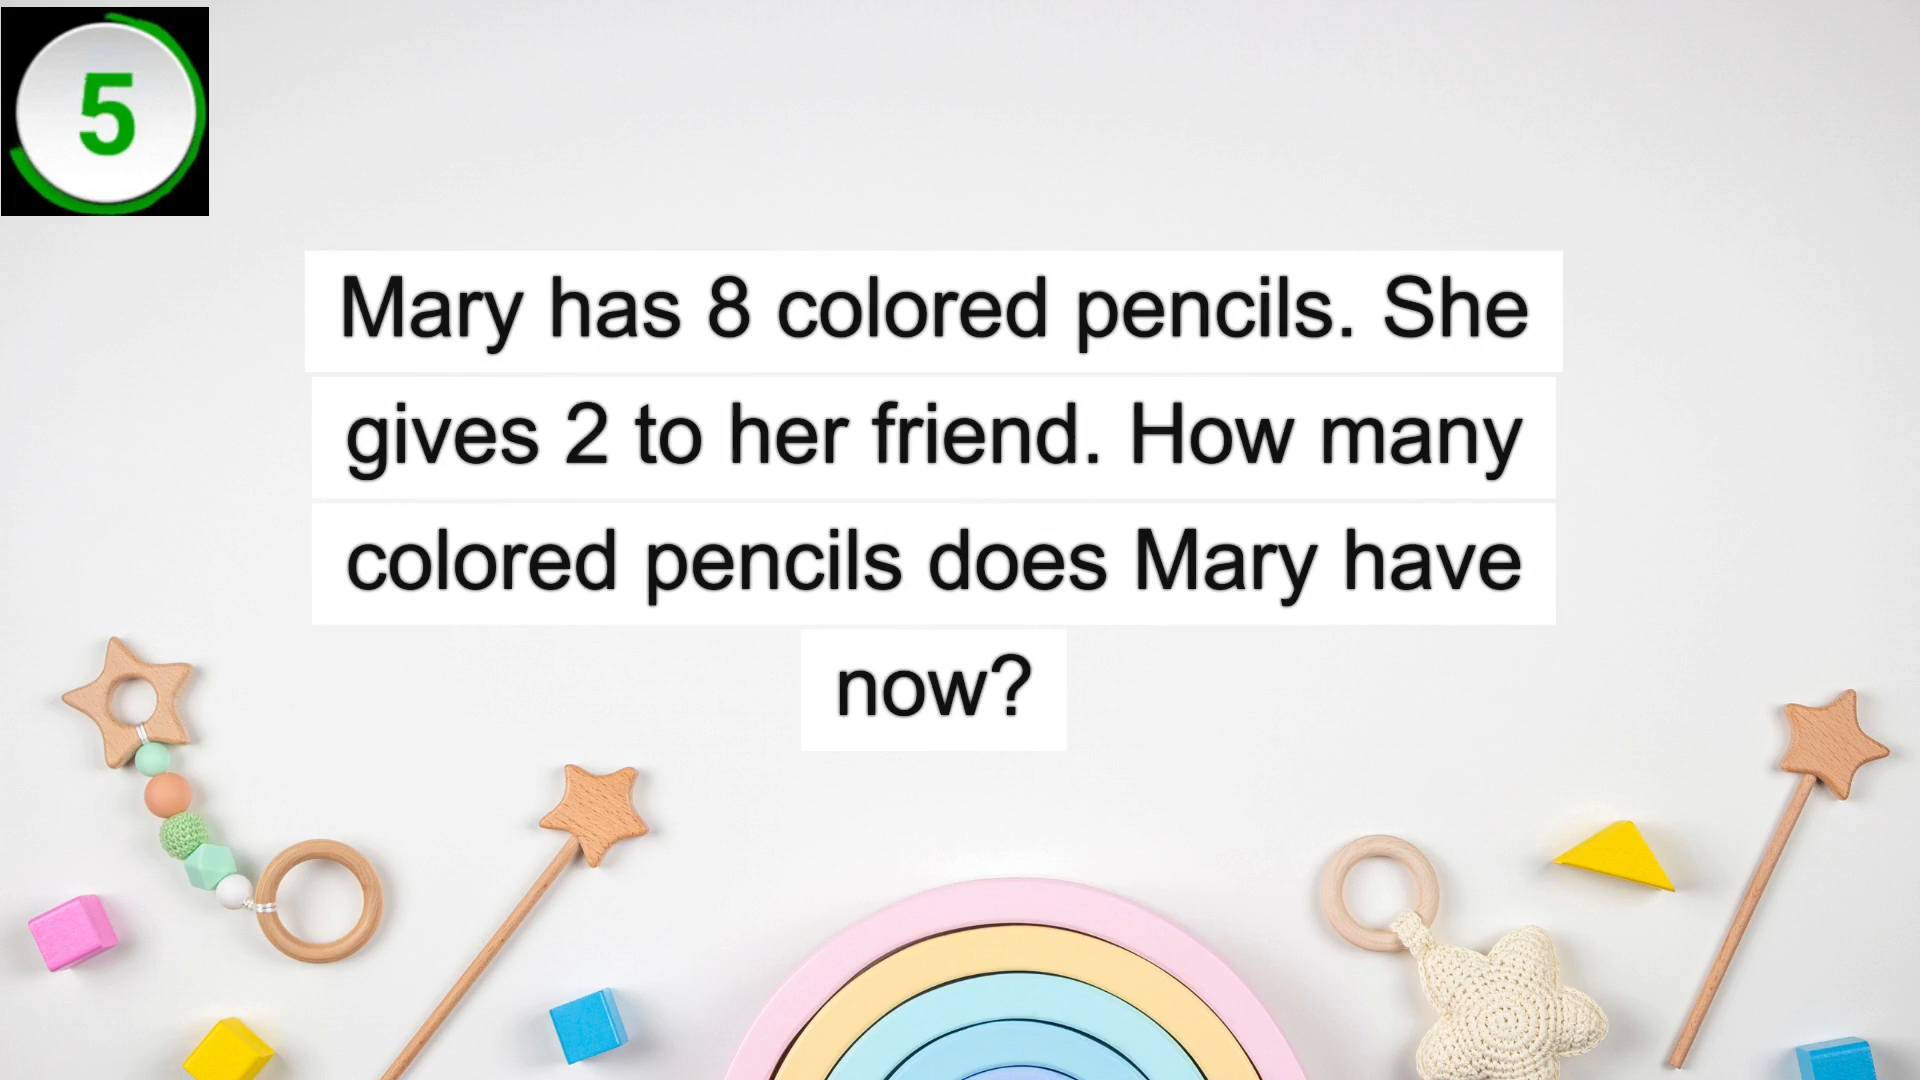 5
Mary has 8 colored pencils. She
gives 2 to her friend. How many
colored pencils does Mary have
now?